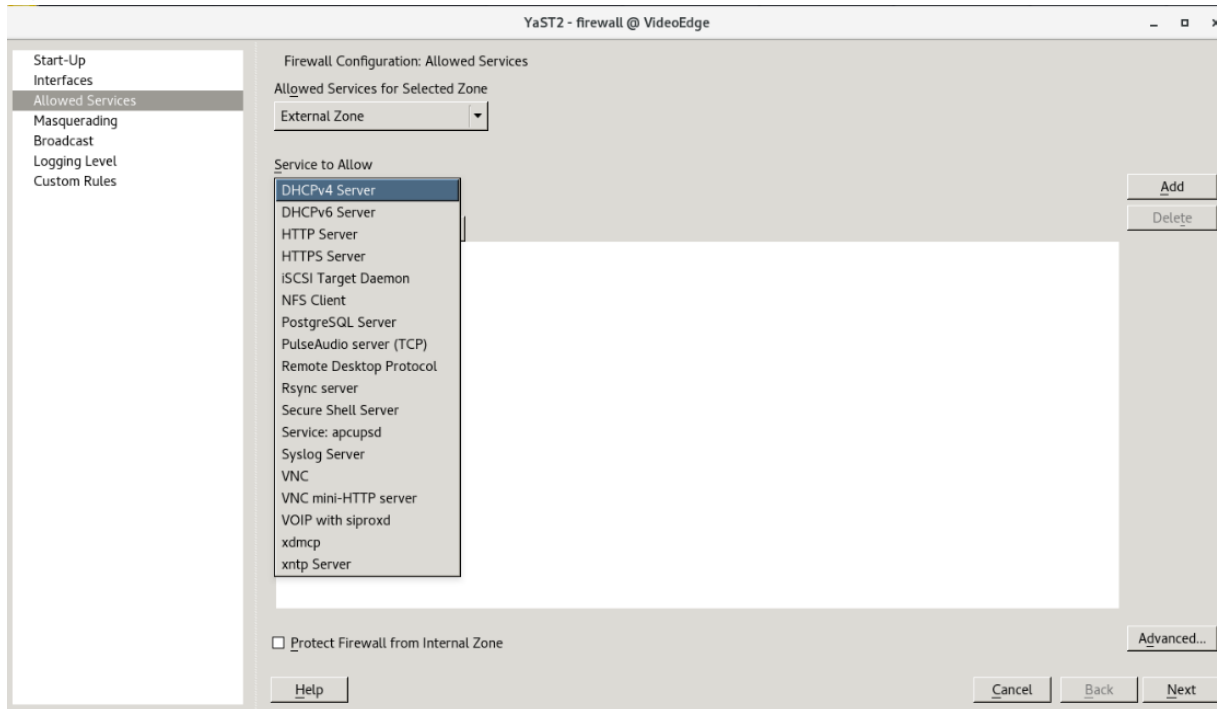 YaST2 - firewall @ VideoEdge
Start-Up
Interfaces
Allowed Services
Masquerading
Broadcast
Logging Level
Custom Rules
Firewall Configuration: Allowed Services
Allowed Services for Selected Zone
External Zone
Service to Allow
DHCPv4 Server
DHCPv6 Server
HTTP Server
HTTPS Server
iSCSI Target Daemon
NFS Client
PostgreSQL Server
PulseAudio server (TCP)
Remote Desktop Protocol
Rsync server
Secure Shell Server
Service: apcupsd
Syslog Server
VNC
VNC mini-HTTP server
VOIP with siproxd
xdmcp
xntp Server
Add
Delete
Protect Firewall from Internal Zone
Advanced...
Help
Cancel
Back
Next